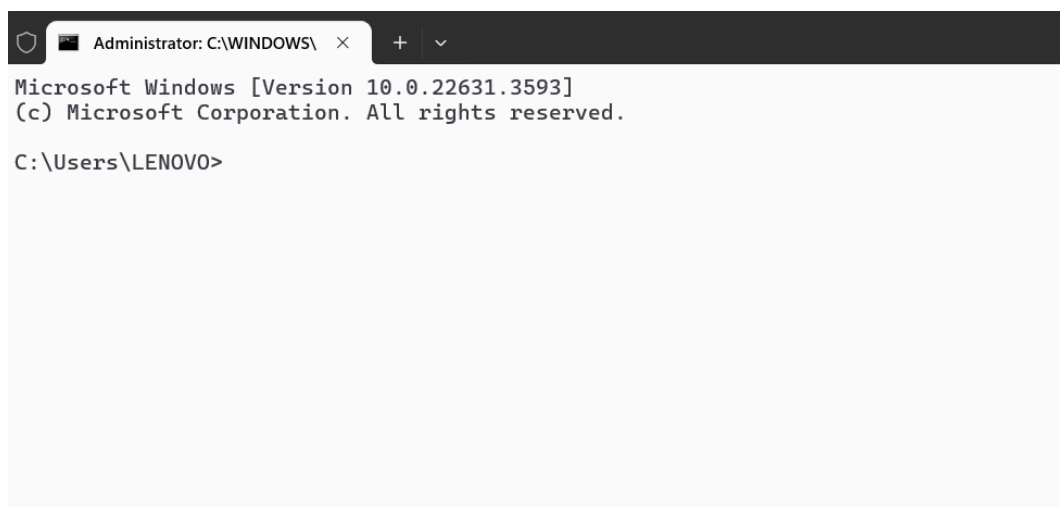 Administrator: C:\WINDOWS\
Microsoft Windows [Version 10.0.22631.3593]
(c) Microsoft Corporation. All rights reserved.
C:\Users\LENOVO>